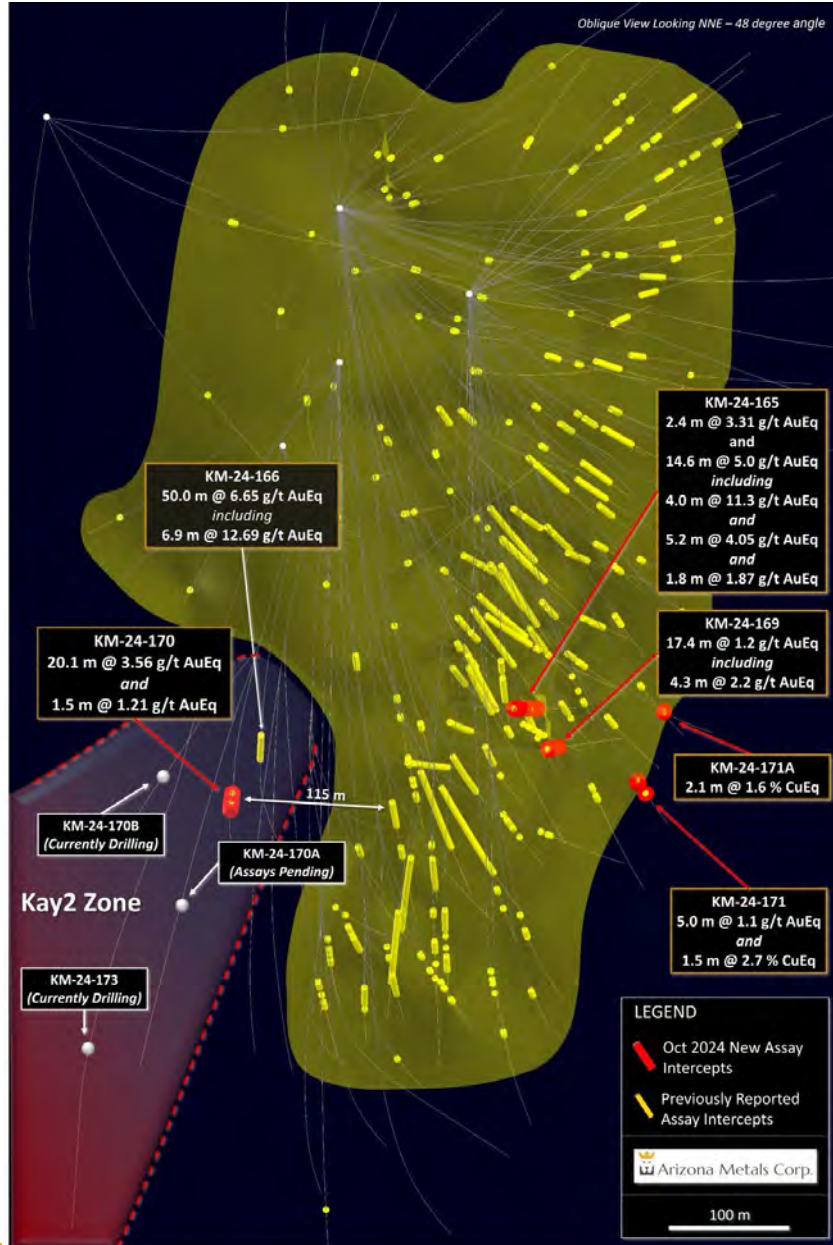 Oblique View Looking NNE – 48 degree angle
KM-24-165
2.4 m @ 3.31 g/t AuEq
and
14.6 m @ 5.0 g/t AuEq
including
4.0 m @ 11.3 g/t AuEq
and
5.2 m @ 4.05 g/t AuEq
and
1.8 m @ 1.87 g/t AuEq
KM-24-166
50.0 m @ 6.65 g/t AuEq
including
6.9 m @ 12.69 g/t AuEq
KM-24-169
17.4 m @ 1.2 g/t AuEq
including
4.3 m @ 2.2 g/t AuEq
KM-24-170
20.1 m @ 3.56 g/t AuEq
and
1.5 m @ 1.21 g/t AuEq
KM-24-171A
2.1 m @ 1.6 % CuEq
115 m
KM-24-170B
(Currently Drilling)
KM-24-170A
(Assays Pending)
Kay2 Zone
KM-24-171
5.0 m @ 1.1 g/t AuEq
and
1.5 m @ 2.7 % CuEq
KM-24-173
(Currently Drilling)
LEGEND
Oct 2024 New Assay
Intercepts
Previously Reported
Assay Intercepts
Arizona Metals Corp.
100 m